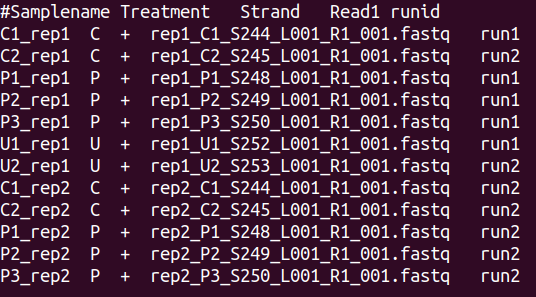 #Samplename Treatment Strand Read1 runid
C1_rep1 C + rep1_C1_S244_L001_R1_001.fastq run1
C2_rep1 C + rep1_C2_S245_L001_R1_001.fastq run2
P1_rep1 P + rep1_P1_S248_L001_R1_001.fastq run1
P2_rep1 P + rep1_P2_S249_L001_R1_001.fastq run1
P3_rep1 P + rep1_P3_S250_L001_R1_001.fastq run1
U1_rep1 U + rep1_U1_S252_L001_R1_001.fastq run1
U2_rep1 U + rep1_U2_S253_L001_R1_001.fastq run2
C1_rep2 C + rep2_C1_S244_L001_R1_001.fastq run2
C2_rep2 C + rep2_C2_S245_L001_R1_001.fastq run2
P1_rep2 P + rep2_P1_S248_L001_R1_001.fastq run2
P2_rep2 P + rep2_P2_S249_L001_R1_001.fastq run2
P3_rep2 P + rep2_P3_S250_L001_R1_001.fastq run2